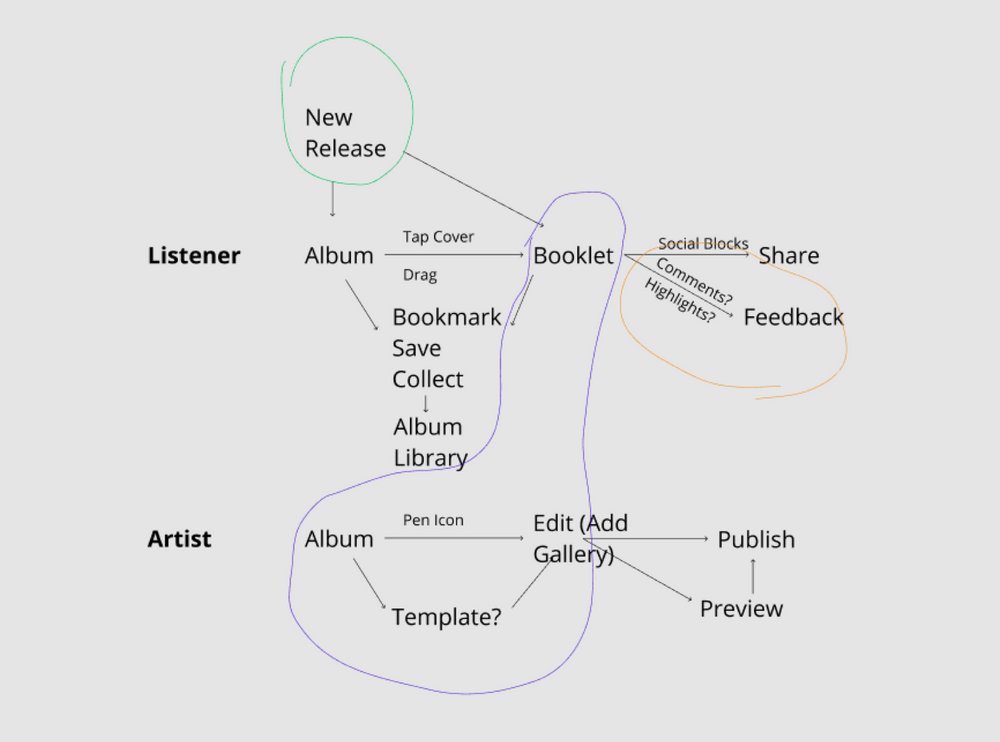 New
Release
Listener
Album
Tap Cover
Drag
Booklet
Social Blocks
Share
Comments?
Highlights?
Feedback
Bookmark
Save
Collect
Album
Library
Artist
Album
Pen Icon
Edit (Add
Gallery)
Publish
Template?
Preview